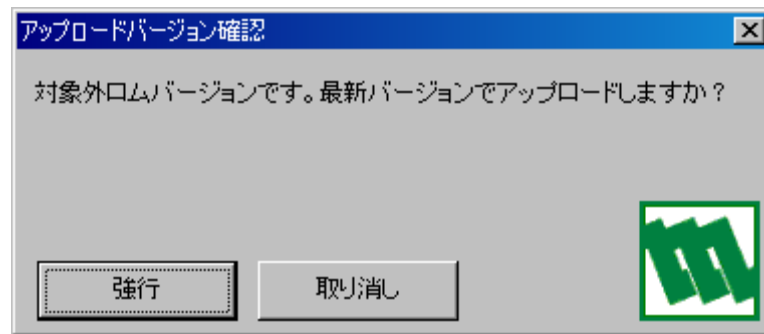 アップロードバージョン確認
対象外ロムバージョンです。最新バージョンでアップロードしますか？
強行
取り消し